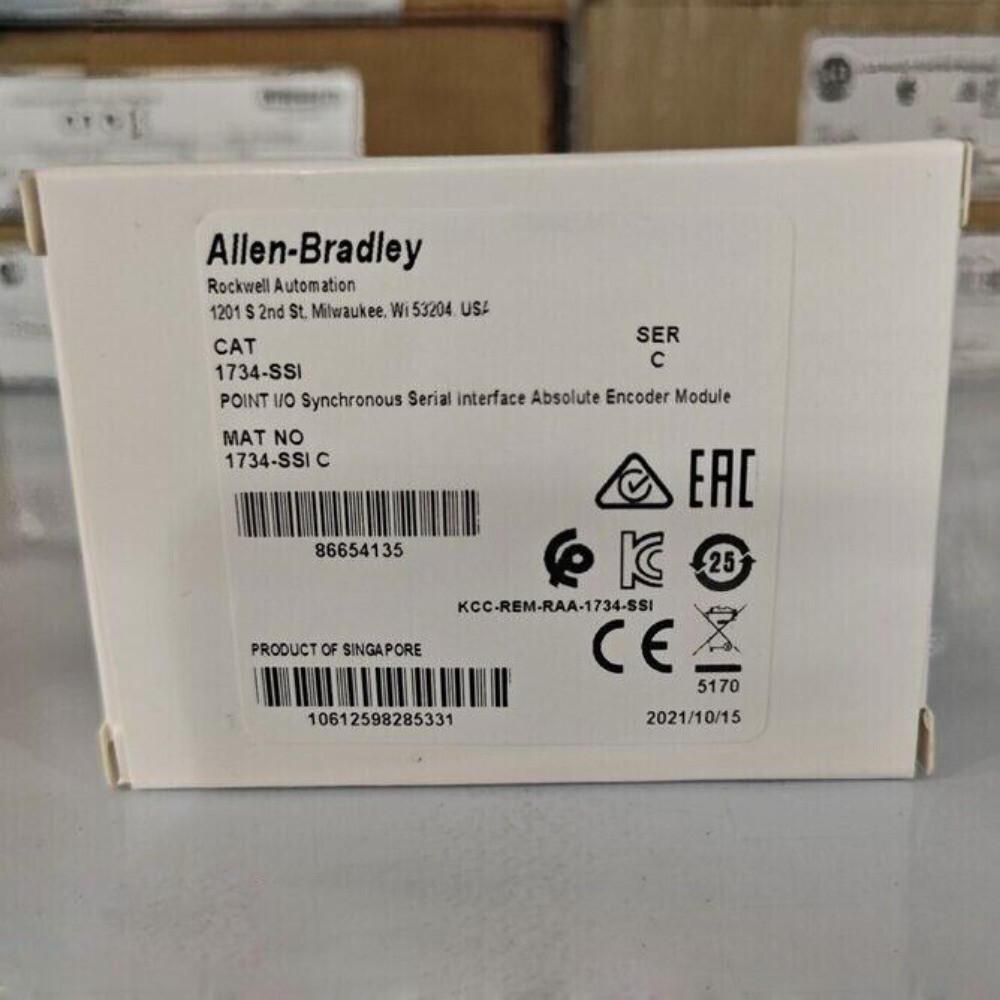 Allen-Bradley
Rockwell Automation
1201 S 2nd St, Milwaukee, Wi 53204 USA
CAT
1734-SSI
SER
C
POINT I/O Synchronous Serial Interface Absolute Encoder Module
MAT NO
1734-SSI C
86654135
EAC
KC
25
KCC-REM-RAA-1734-SSI
CE
PRODUCT OF SINGAPORE
5170
10612598285331
2021/10/15